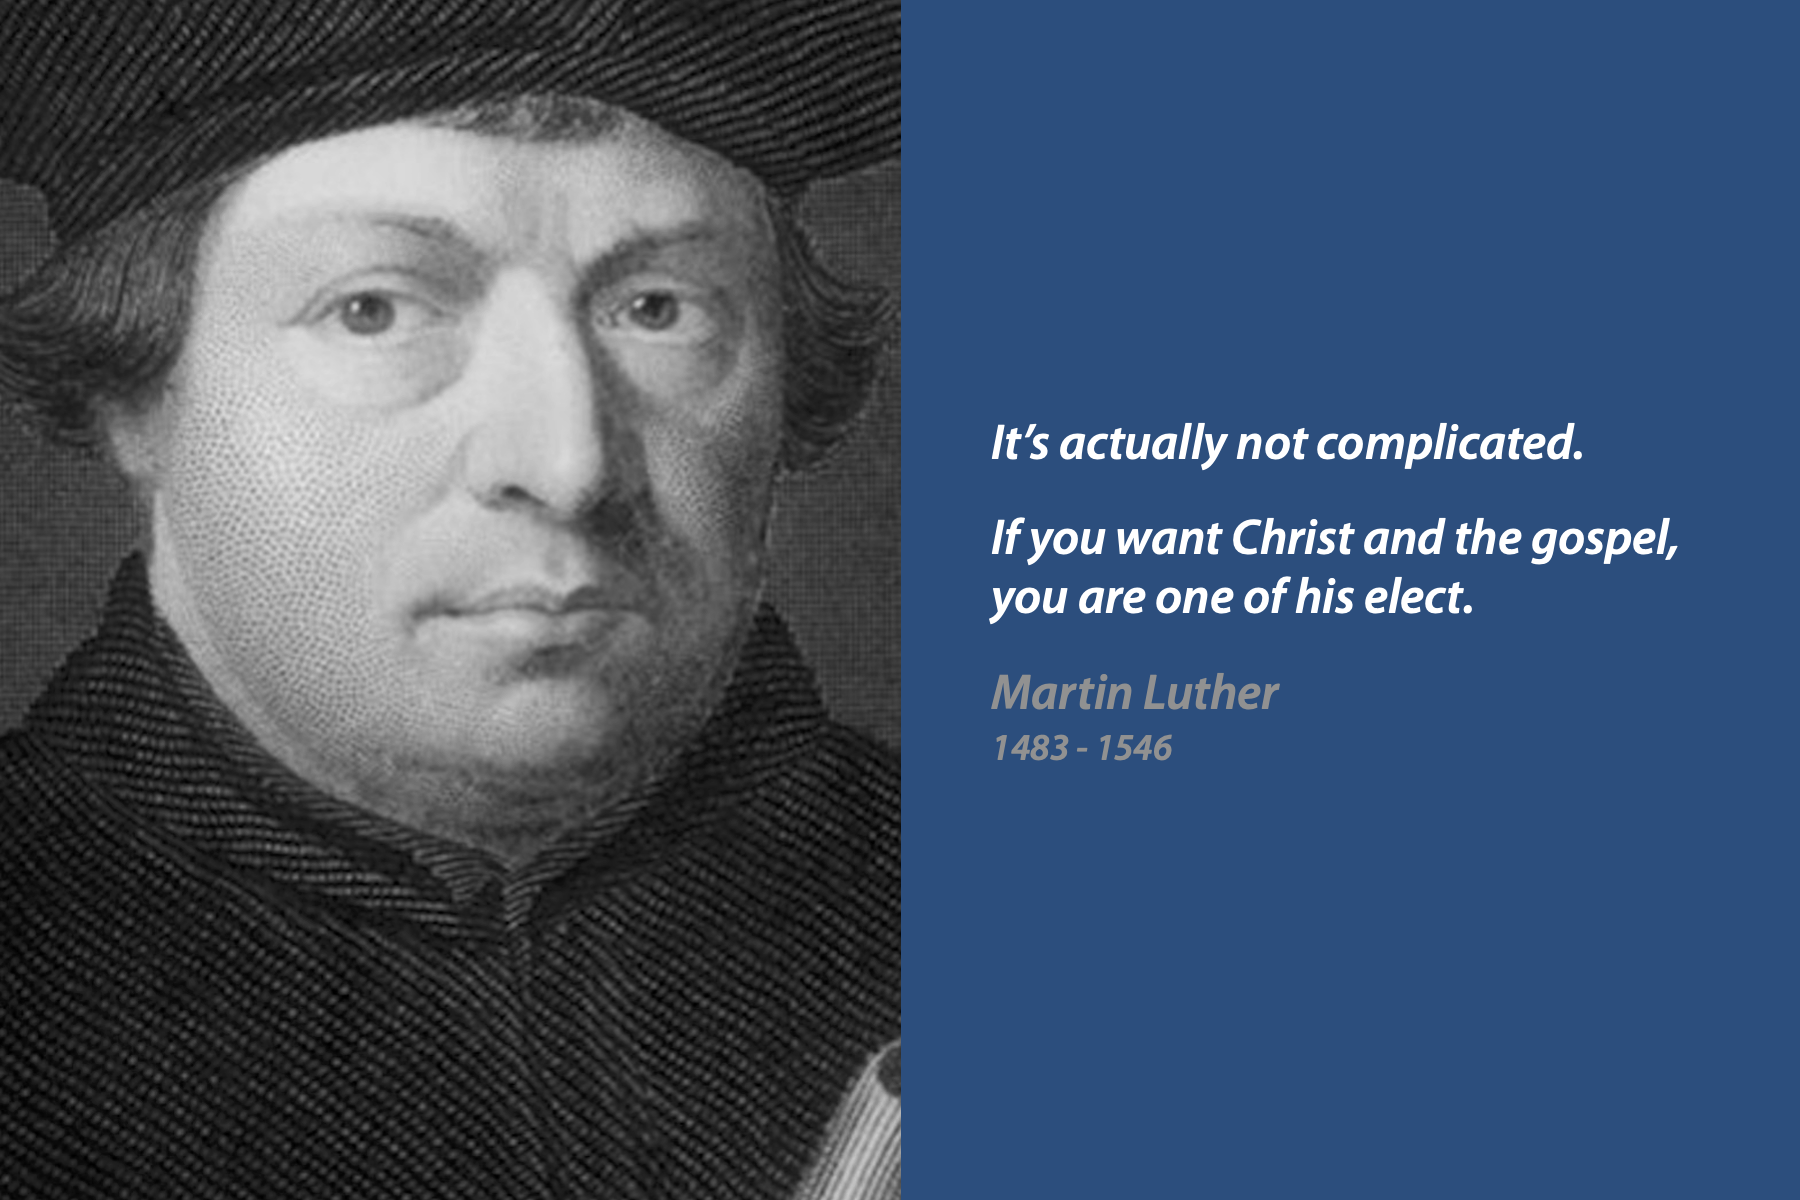 It’s actually not complicated.
If you want Christ and the gospel,
you are one of his elect.
Martin Luther
1483 - 1546